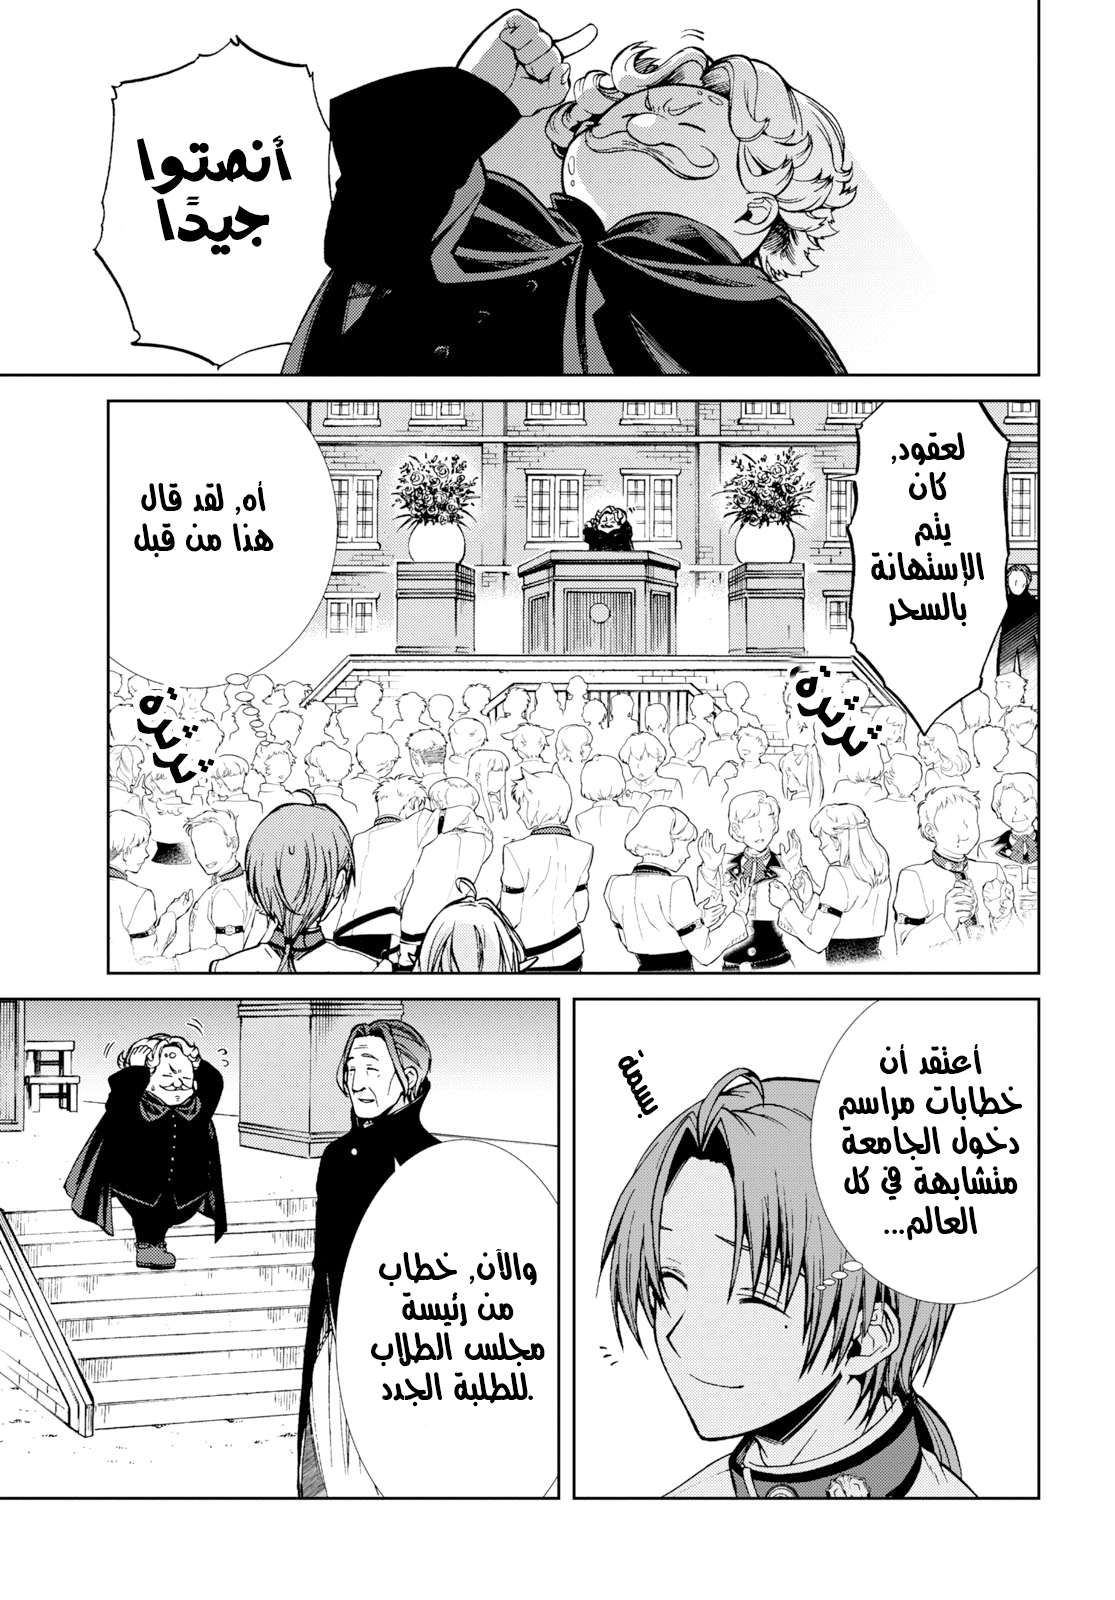 أنصتوا
جيدًا
لعقود,
كان
يتم
الإستهانة
بالسحر
أه, لقد قال
هذا من قبل
ثرثرة
ثرثرة
أعتقد أن
خطابات مراسم
دخول الجامعة
متشابهة في كل
العالم...
بسمة
والآن, خطاب
من رئيسة
مجلس الطلاب
للطلبة الجدد.